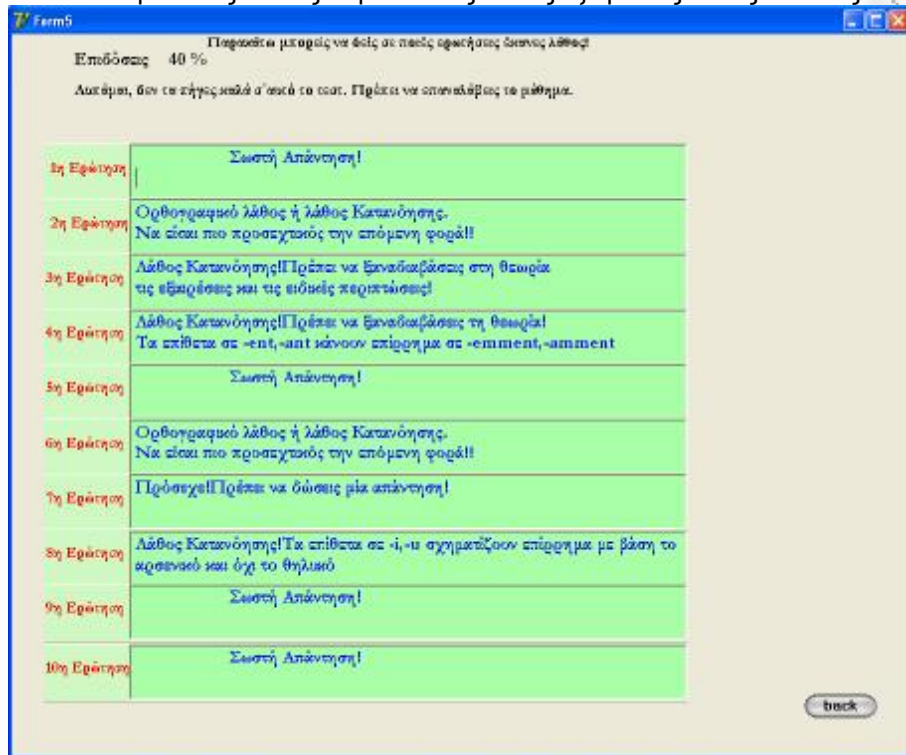 Form5
Παρακάτω μπορείς να δείς σε ποιές ερωτήσεις έκανες λάθος!
Επιδόσεις 40 %
Λυπάμαι, δεν τα πήγες καλά σ'αυτό το τεστ. Πρέπει να επαναλάβεις το μάθημα.
1η Ερώτηση Σωστή Απάντηση!
2η Ερώτηση Ορθογραφικό λάθος ή λάθος Κατανόησης.
Να είσαι πιο προσεχτικός την επόμενη φορά!!
3η Ερώτηση Λάθος Κατανόησης!Πρέπει να ξαναδιαβάσεις στη θεωρία
τις εξαιρέσεις και τις ειδικές περιπτώσεις!
4η Ερώτηση Λάθος Κατανόησης!Πρέπει να ξαναδιαβάσεις τη θεωρία!
Τα επίθετα σε -ent,-ant κάνουν επίρρημα σε -emment,-amment
5η Ερώτηση Σωστή Απάντηση!
6η Ερώτηση Ορθογραφικό λάθος ή λάθος Κατανόησης.
Να είσαι πιο προσεχτικός την επόμενη φορά!!
7η Ερώτηση Πρόσεχε!Πρέπει να δώσεις μία απάντηση!
8η Ερώτηση Λάθος Κατανόησης!Τα επίθετα σε -i,-u σχηματίζουν επίρρημα με βάση το
αρσενικό και όχι το θηλυκό
9η Ερώτηση Σωστή Απάντηση!
10η Ερώτηση Σωστή Απάντηση!
back